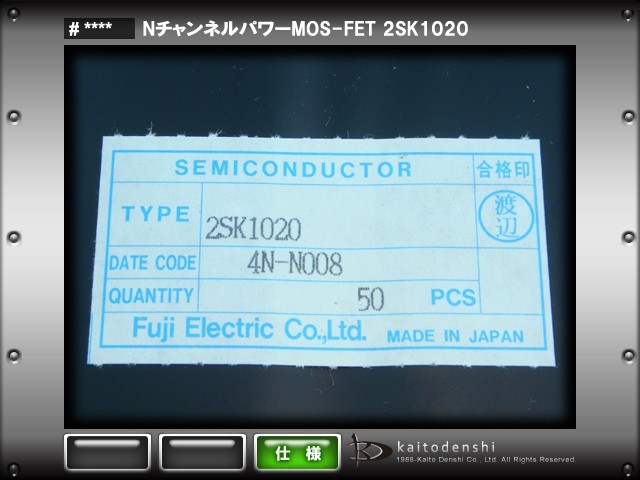 # **** NチャンネルパワーMOS-FET 2SK1020
SEMICONDUCTOR 合格印
TYPE 2SK1020 渡辺
DATE CODE 4N-N008
QUANTITY 50 PCS
Fuji Electric Co.,Ltd. MADE IN JAPAN
仕様 kaitodenshi
1988-Kaito Denshi Co., Ltd. All Rights Reserved.